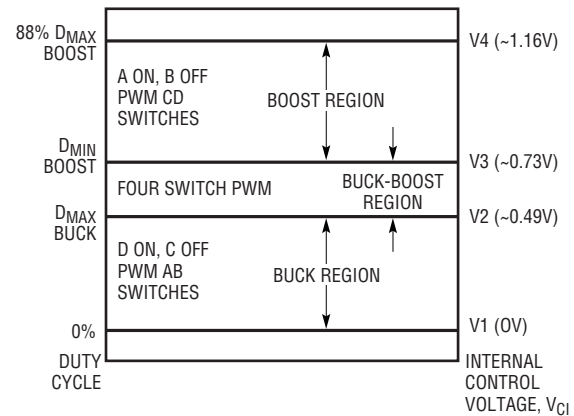 88% DMAX
BOOST
V4 (~1.16V)
A ON, B OFF
PWM CD
SWITCHES
BOOST REGION
DMIN
BOOST
V3 (~0.73V)
FOUR SWITCH PWM
BUCK-BOOST
REGION
DMAX
BUCK
V2 (~0.49V)
D ON, C OFF
PWM AB
SWITCHES
BUCK REGION
0%
V1 (0V)
DUTY
CYCLE
INTERNAL
CONTROL
VOLTAGE, VCI